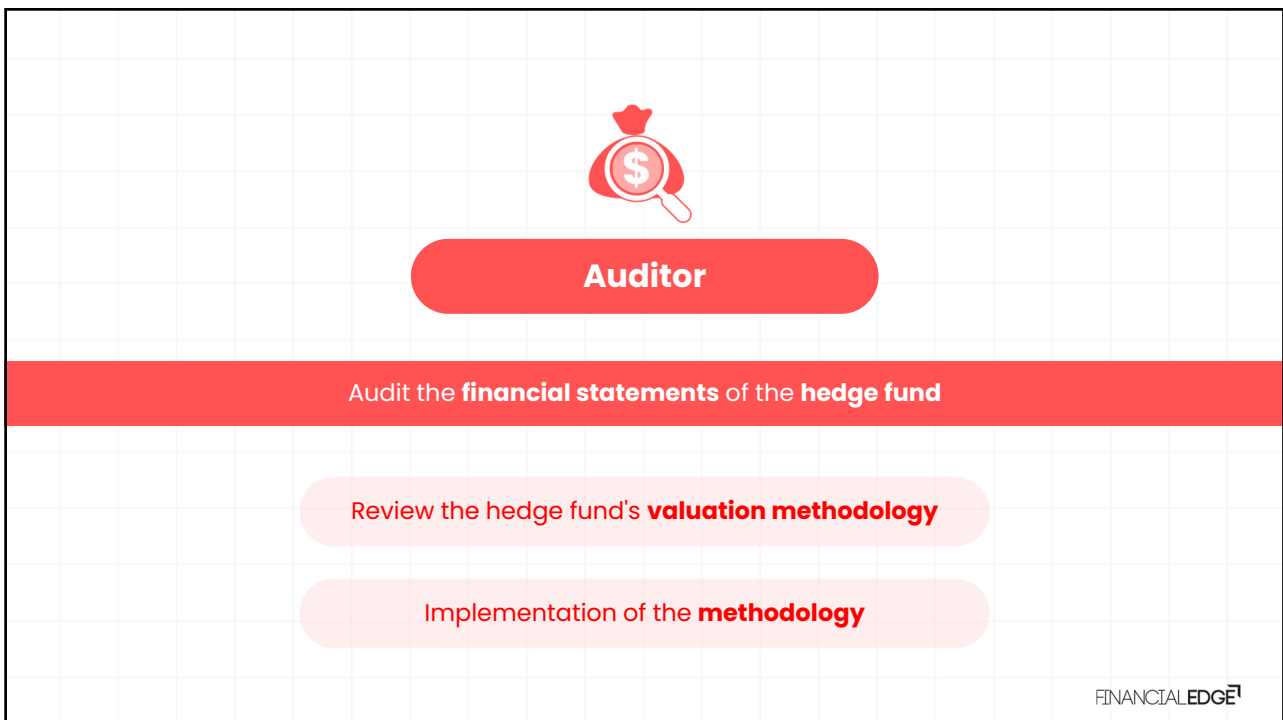 $
Auditor
Audit the financial statements of the hedge fund
Review the hedge fund's valuation methodology
Implementation of the methodology
FINANCIALEDGE